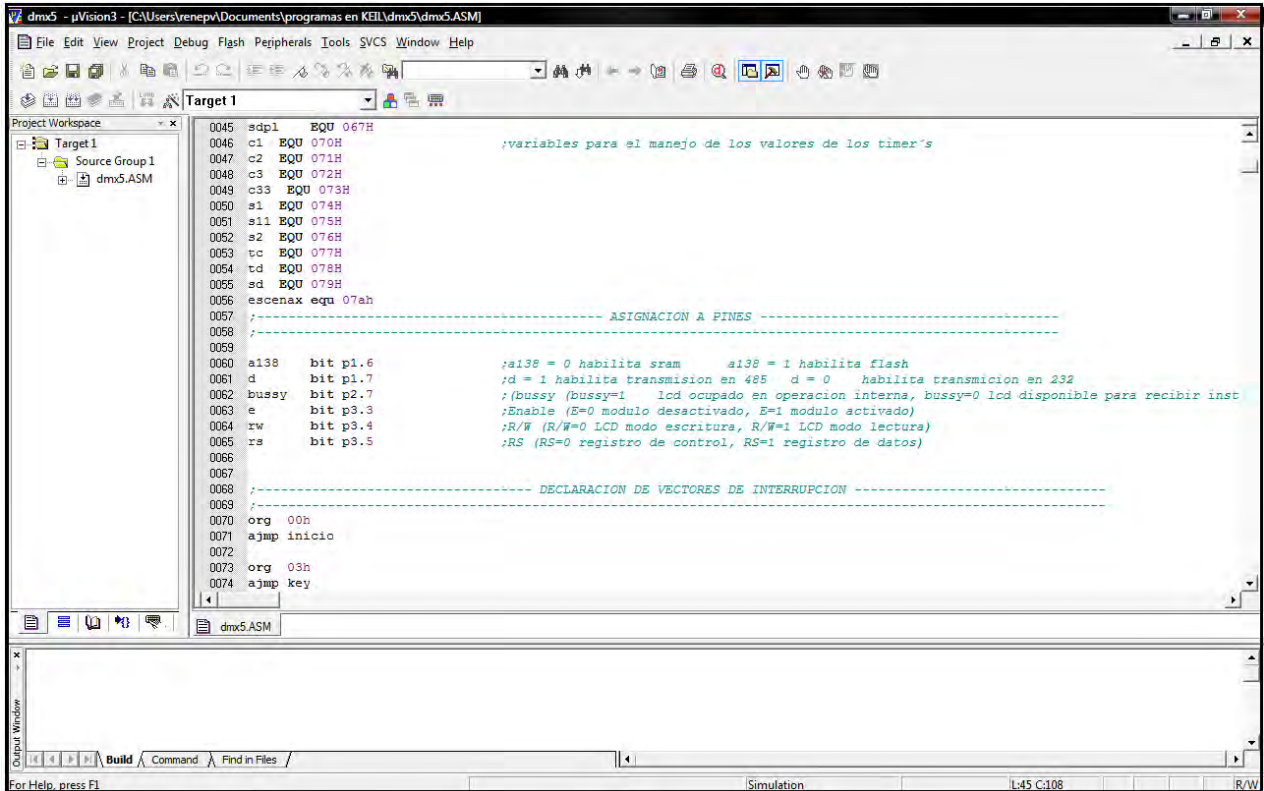 dmx5 - µVision3 - [C:\Users\renepv\Documents\programas en KEIL\dmx5\dmx5.ASM]
File Edit View Project Debug Flash Peripherals Tools SVCS Window Help
Target 1
Project Workspace
Target 1
Source Group 1
dmx5.ASM
0045 sdpl EQU 067H
0046 c1 EQU 070H ;variables para el manejo de los valores de los timer´s
0047 c2 EQU 071H
0048 c3 EQU 072H
0049 c33 EQU 073H
0050 s1 EQU 074H
0051 s11 EQU 075H
0052 s2 EQU 076H
0053 tc EQU 077H
0054 td EQU 078H
0055 sd EQU 079H
0056 escenax equ 07ah
0057 ;-------------------------------------------- ASIGNACION A PINES --------------------------------------
0058 ;-----------------------------------------------------------------------------------------------------
0059
0060 a138 bit p1.6 ;a138 = 0 habilita sram a138 = 1 habilita flash
0061 d bit p1.7 ;d = 1 habilita transmision en 485 d = 0 habilita transmicion en 232
0062 bussy bit p2.7 ;(bussy (bussy=1 lcd ocupado en operacion interna, bussy=0 lcd disponible para recibir inst
0063 e bit p3.3 ;Enable (E=0 modulo desactivado, E=1 modulo activado)
0064 rw bit p3.4 ;R/W (R/W=0 LCD modo escritura, R/W=1 LCD modo lectura)
0065 rs bit p3.5 ;RS (RS=0 registro de control, RS=1 registro de datos)
0066
0067
0068 ;----------------------------------- DECLARACION DE VECTORES DE INTERRUPCION --------------------------------
0069 ;-----------------------------------------------------------------------------------------------------------
0070 org 00h
0071 ajmp inicio
0072
0073 org 03h
0074 ajmp key
dmx5.ASM
Output Window
Build Command Find in Files
For Help, press F1 Simulation L:45 C:108 R/W